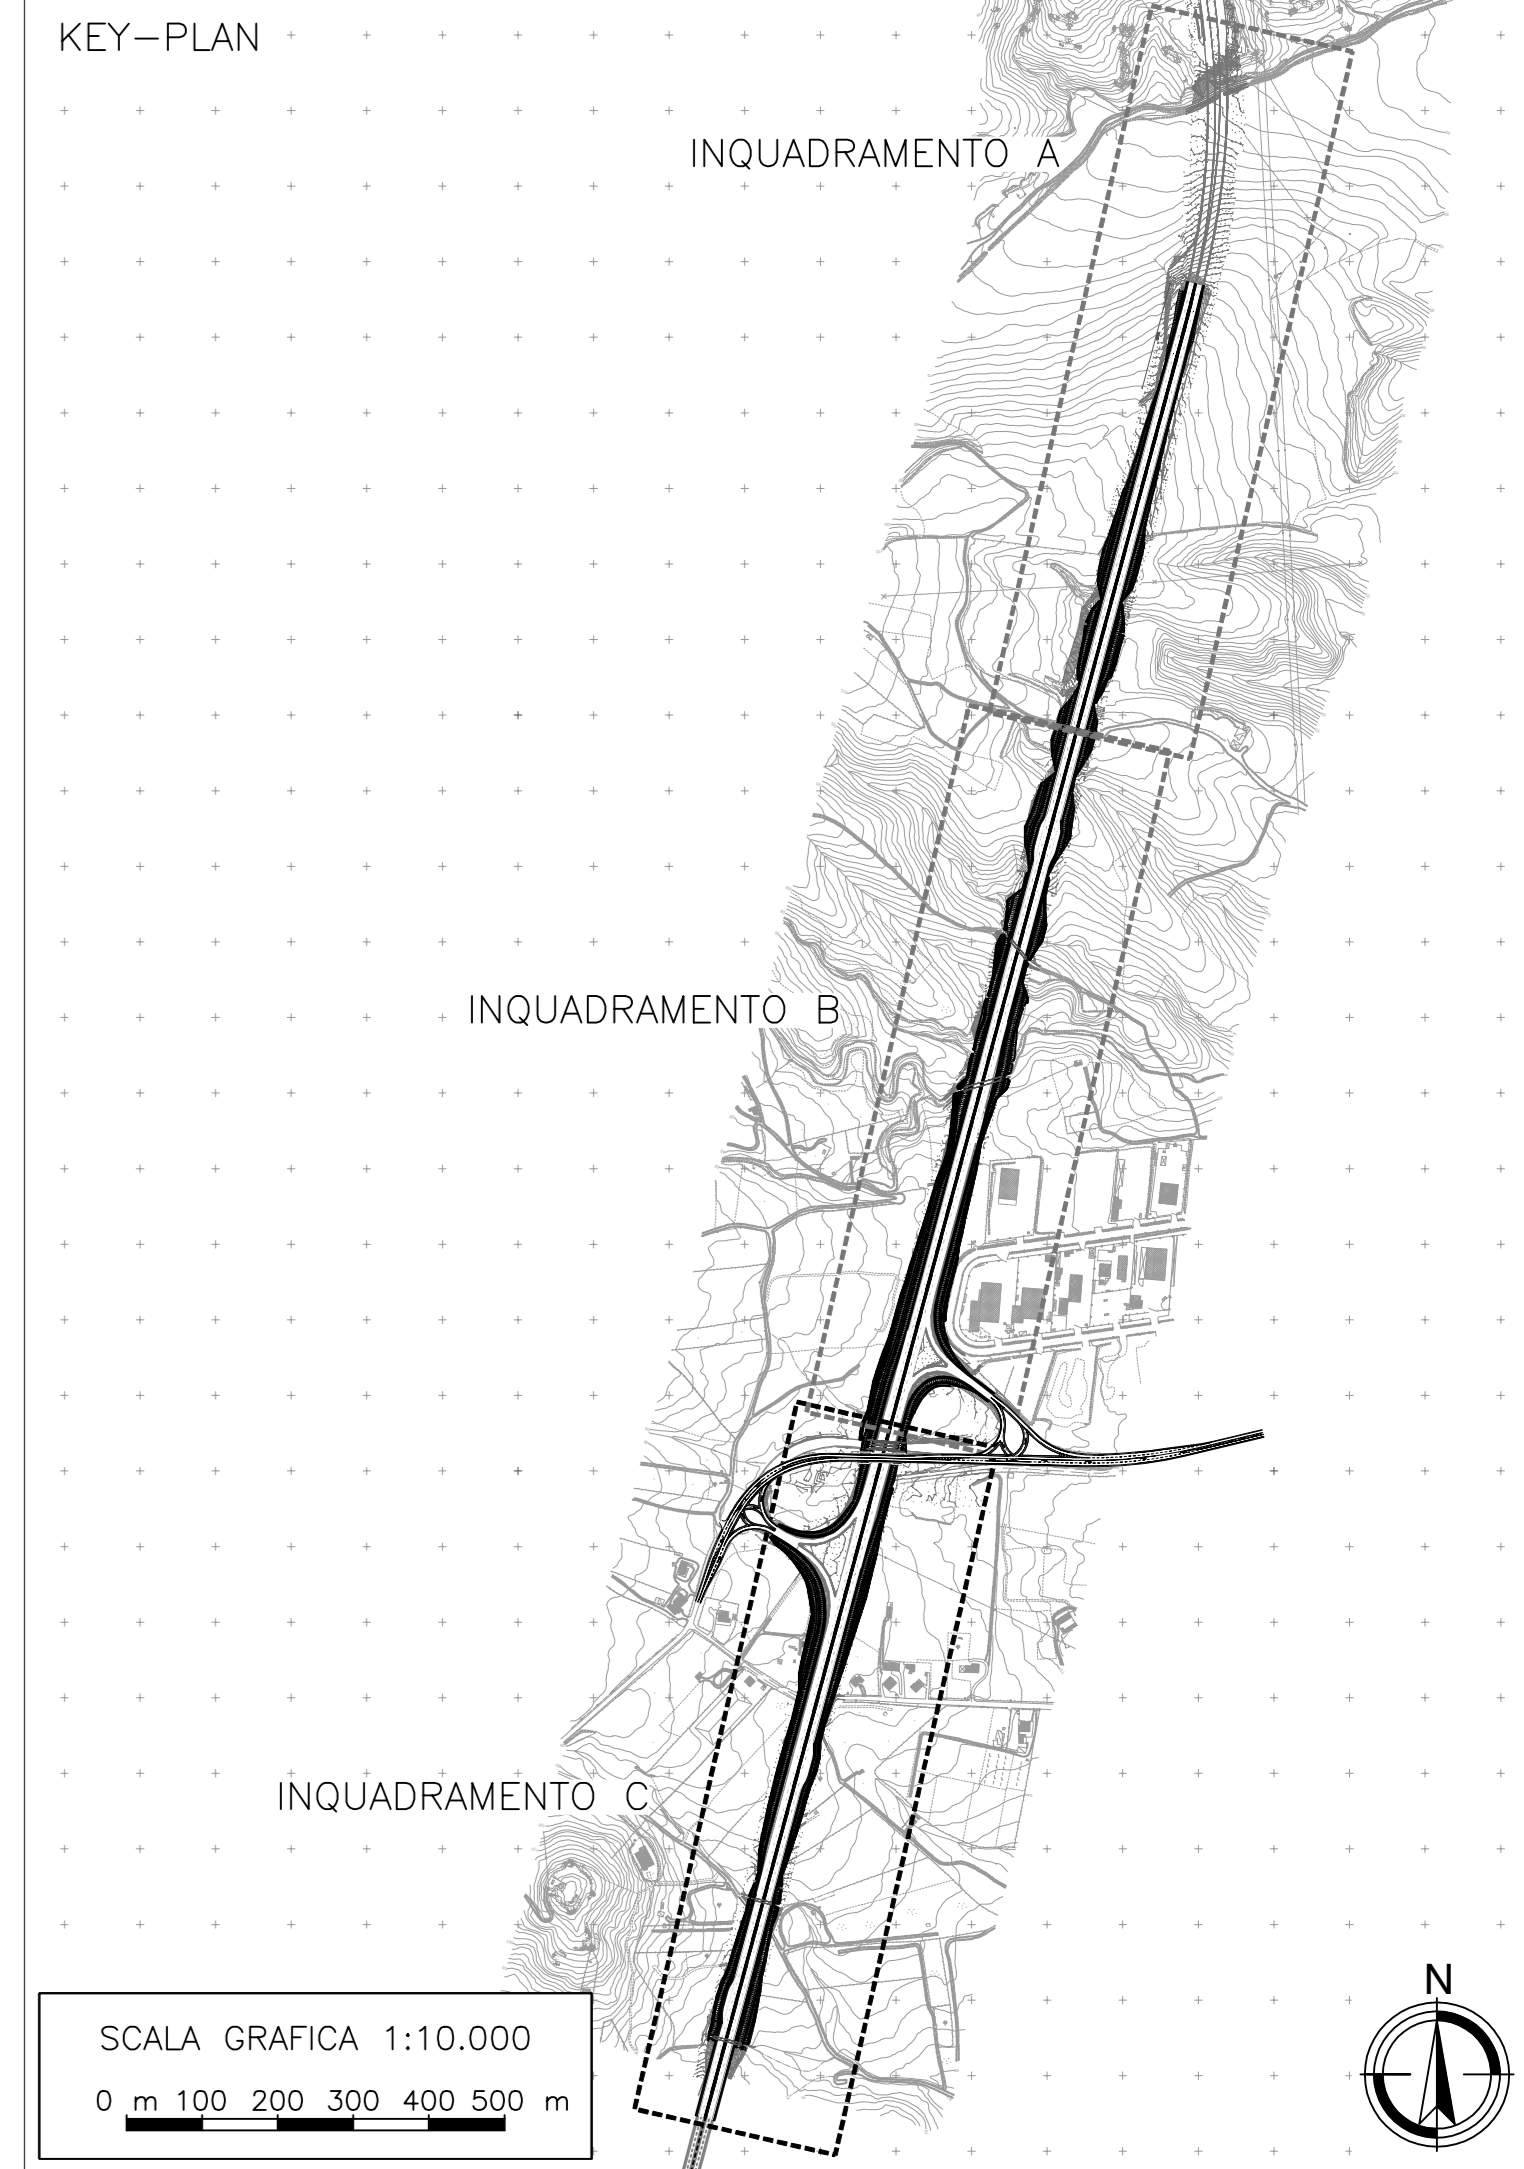 KEY-PLAN
INQUADRAMENTO A
INQUADRAMENTO B
INQUADRAMENTO C
N
SCALA GRAFICA 1:10.000
0 m 100 200 300 400 500 m